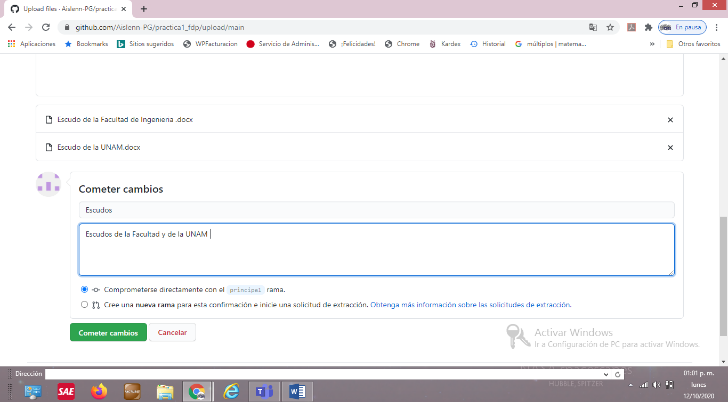 Upload files · Aislenn-PG/practic
github.com/Aislenn-PG/practica1_fdp/upload/main
En pausa
Aplicaciones
Bookmarks
Sitios sugeridos
WPFacturacion
Servicio de Adminis...
¡Felicidades!
Chrome
Kardex
Historial
múltiplos | matema...
»
Otros favoritos
Escudo de la Facultad de Ingenieria .docx
Escudo de la UNAM.docx
Cometer cambios
Escudos
Escudos de la Facultad y de la UNAM
Comprometerse directamente con el principal rama.
Cree una nueva rama para esta confirmación e inicie una solicitud de extracción. Obtenga más información sobre las solicitudes de extracción.
Cometer cambios
Cancelar
Activar Windows
Ir a Configuración de PC para activar Windows.
Dirección
SAE
01:01 p. m.
lunes
12/10/2020